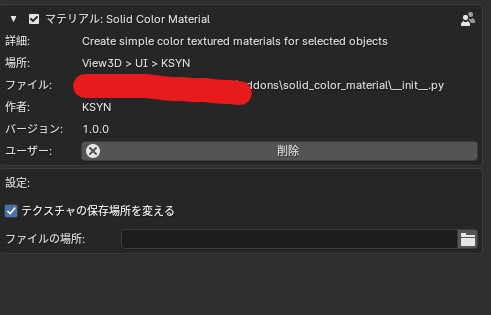 マテリアル: Solid Color Material
詳細: Create simple color textured materials for selected objects
場所: View3D > UI > KSYN
ファイル: ddons\solid_color_material\__init__.py
作者: KSYN
バージョン: 1.0.0
ユーザー: 削除
設定:
テクスチャの保存場所を変える
ファイルの場所: